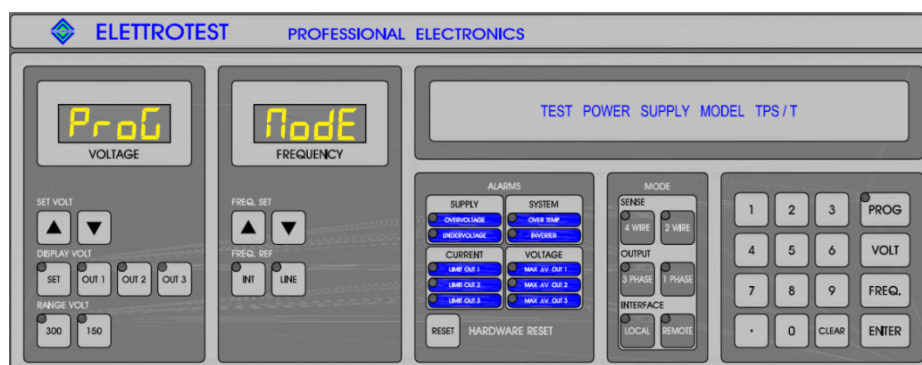 ELETTROTEST PROFESSIONAL ELECTRONICS
ProG
VOLTAGE
SET VOLT
DISPLAY VOLT
SET OUT 1 OUT 2 OUT 3
RANGE VOLT
300 150
ModE
FREQUENCY
FREQ. SET
FREQ. REF
INT LINE
TEST POWER SUPPLY MODEL TPS/T
ALARMS
SUPPLY SYSTEM
OVERVOLTAGE OVER TEMP
UNDERVOLTAGE INVERTER
CURRENT VOLTAGE
LIMIT OUT 1 MAX ΔV. OUT 1
LIMIT OUT 2 MAX ΔV. OUT 2
LIMIT OUT 3 MAX ΔV. OUT 3
RESET HARDWARE RESET
MODE
SENSE
4 WIRE 2 WIRE
OUTPUT
3 PHASE 1 PHASE
INTERFACE
LOCAL REMOTE
1 2 3 PROG
4 5 6 VOLT
7 8 9 FREQ.
. 0 CLEAR ENTER